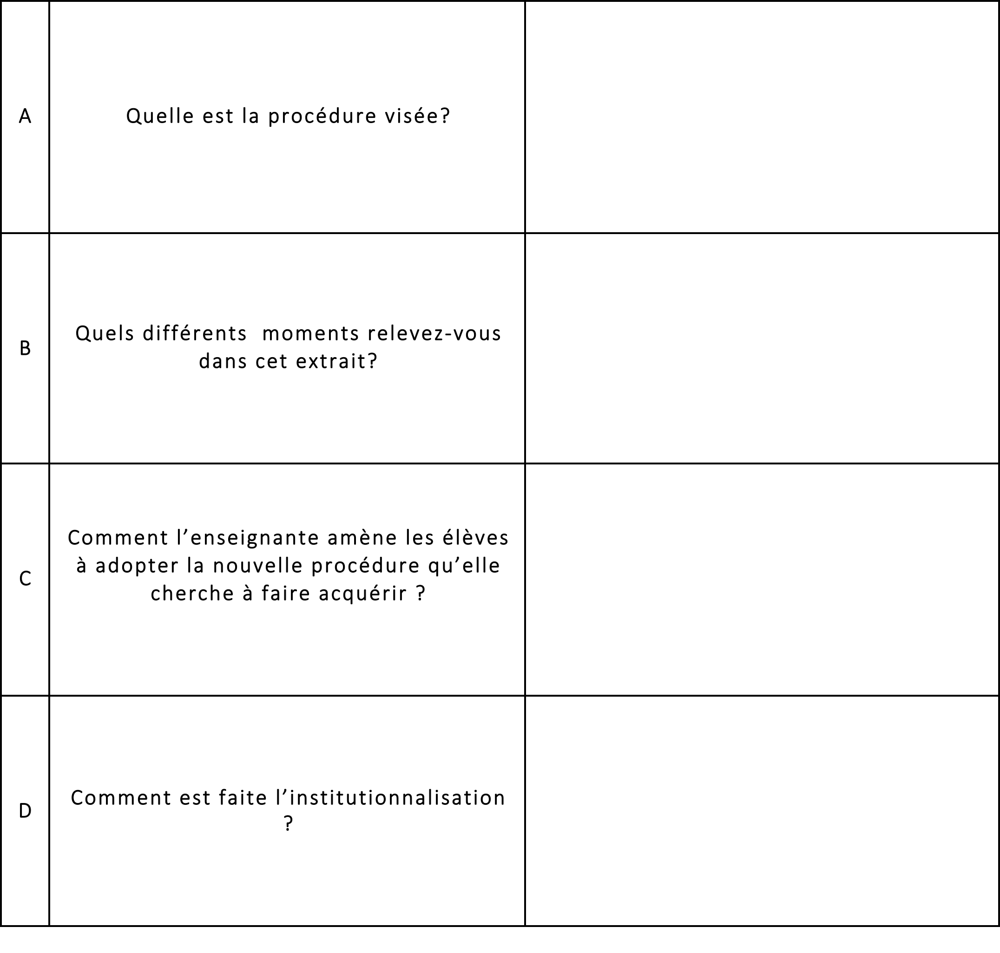 A
Quelle est la procédure visée?
B
Quels différents  moments relevez-vous
dans cet extrait?
C
Comment l’enseignante amène les élèves
à adopter la nouvelle procédure qu’elle
cherche à faire acquérir ?
D
Comment est faite l’institutionnalisation
?